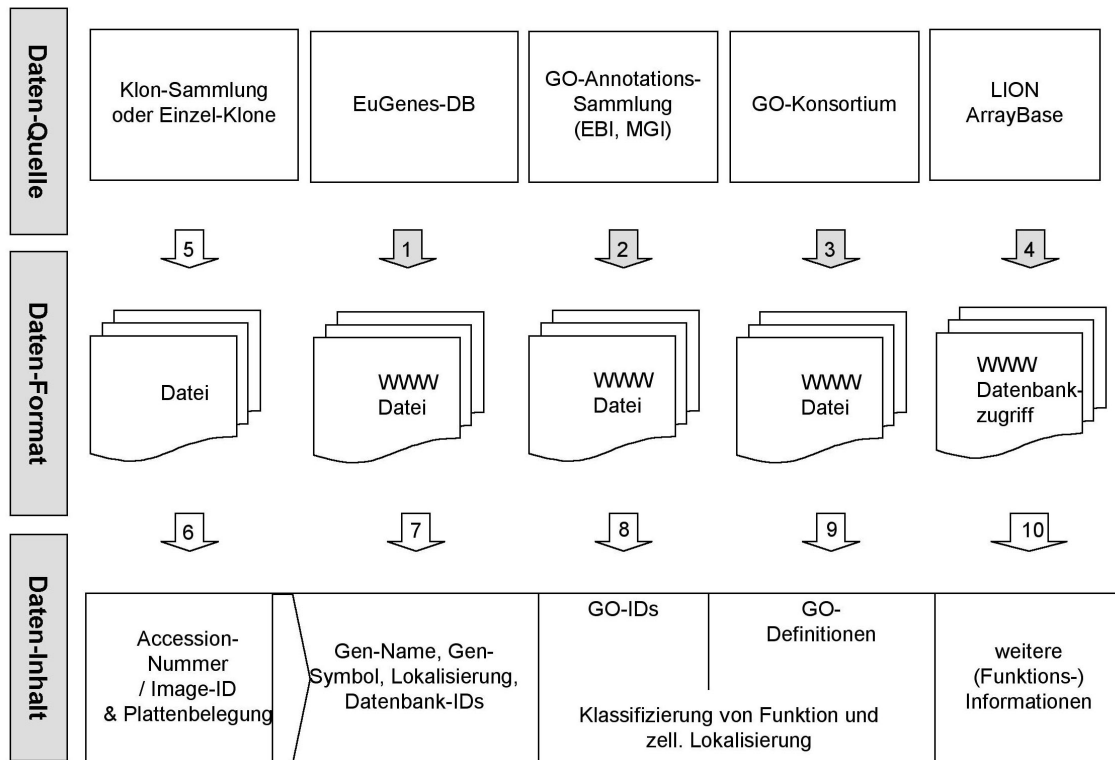 Daten-Quelle
Klon-Sammlung
oder Einzel-Klone
EuGenes-DB
GO-Annotations-
Sammlung
(EBI, MGI)
GO-Konsortium
LION
ArrayBase
5
1
2
3
4
Daten-Format
Datei
WWW
Datei
WWW
Datei
WWW
Datei
WWW
Datenbank-
zugriff
6
7
8
9
10
Daten-Inhalt
Accession-
Nummer
/ Image-ID
& Plattenbelegung
Gen-Name, Gen-
Symbol, Lokalisierung,
Datenbank-IDs
GO-IDs
GO-
Definitionen
Klassifizierung von Funktion und
zell. Lokalisierung
weitere
(Funktions-)
Informationen